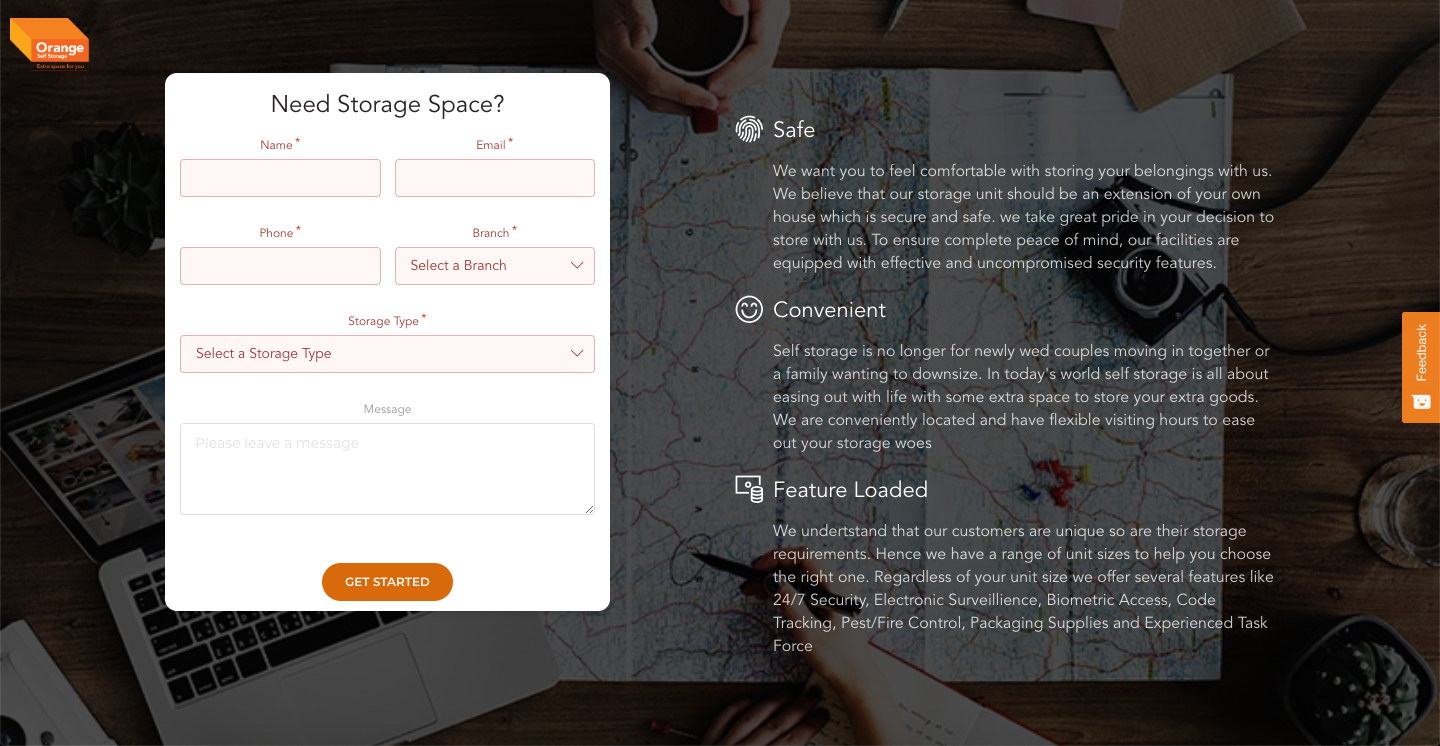 Orange
Self Storage
Extra space for you
Need Storage Space?
Name *
Email *
Phone *
Branch *
Select a Branch
Storage Type *
Select a Storage Type
Message
Please leave a message
GET STARTED
Safe
We want you to feel comfortable with storing your belongings with us.
We believe that our storage unit should be an extension of your own
house which is secure and safe. we take great pride in your decision to
store with us. To ensure complete peace of mind, our facilities are
equipped with effective and uncompromised security features.
Convenient
Self storage is no longer for newly wed couples moving in together or
a family wanting to downsize. In today's world self storage is all about
easing out with life with some extra space to store your extra goods.
We are conveniently located and have flexible visiting hours to ease
out your storage woes
Feature Loaded
We undertstand that our customers are unique so are their storage
requirements. Hence we have a range of unit sizes to help you choose
the right one. Regardless of your unit size we offer several features like
24/7 Security, Electronic Surveillience, Biometric Access, Code
Tracking, Pest/Fire Control, Packaging Supplies and Experienced Task
Force
Feedback